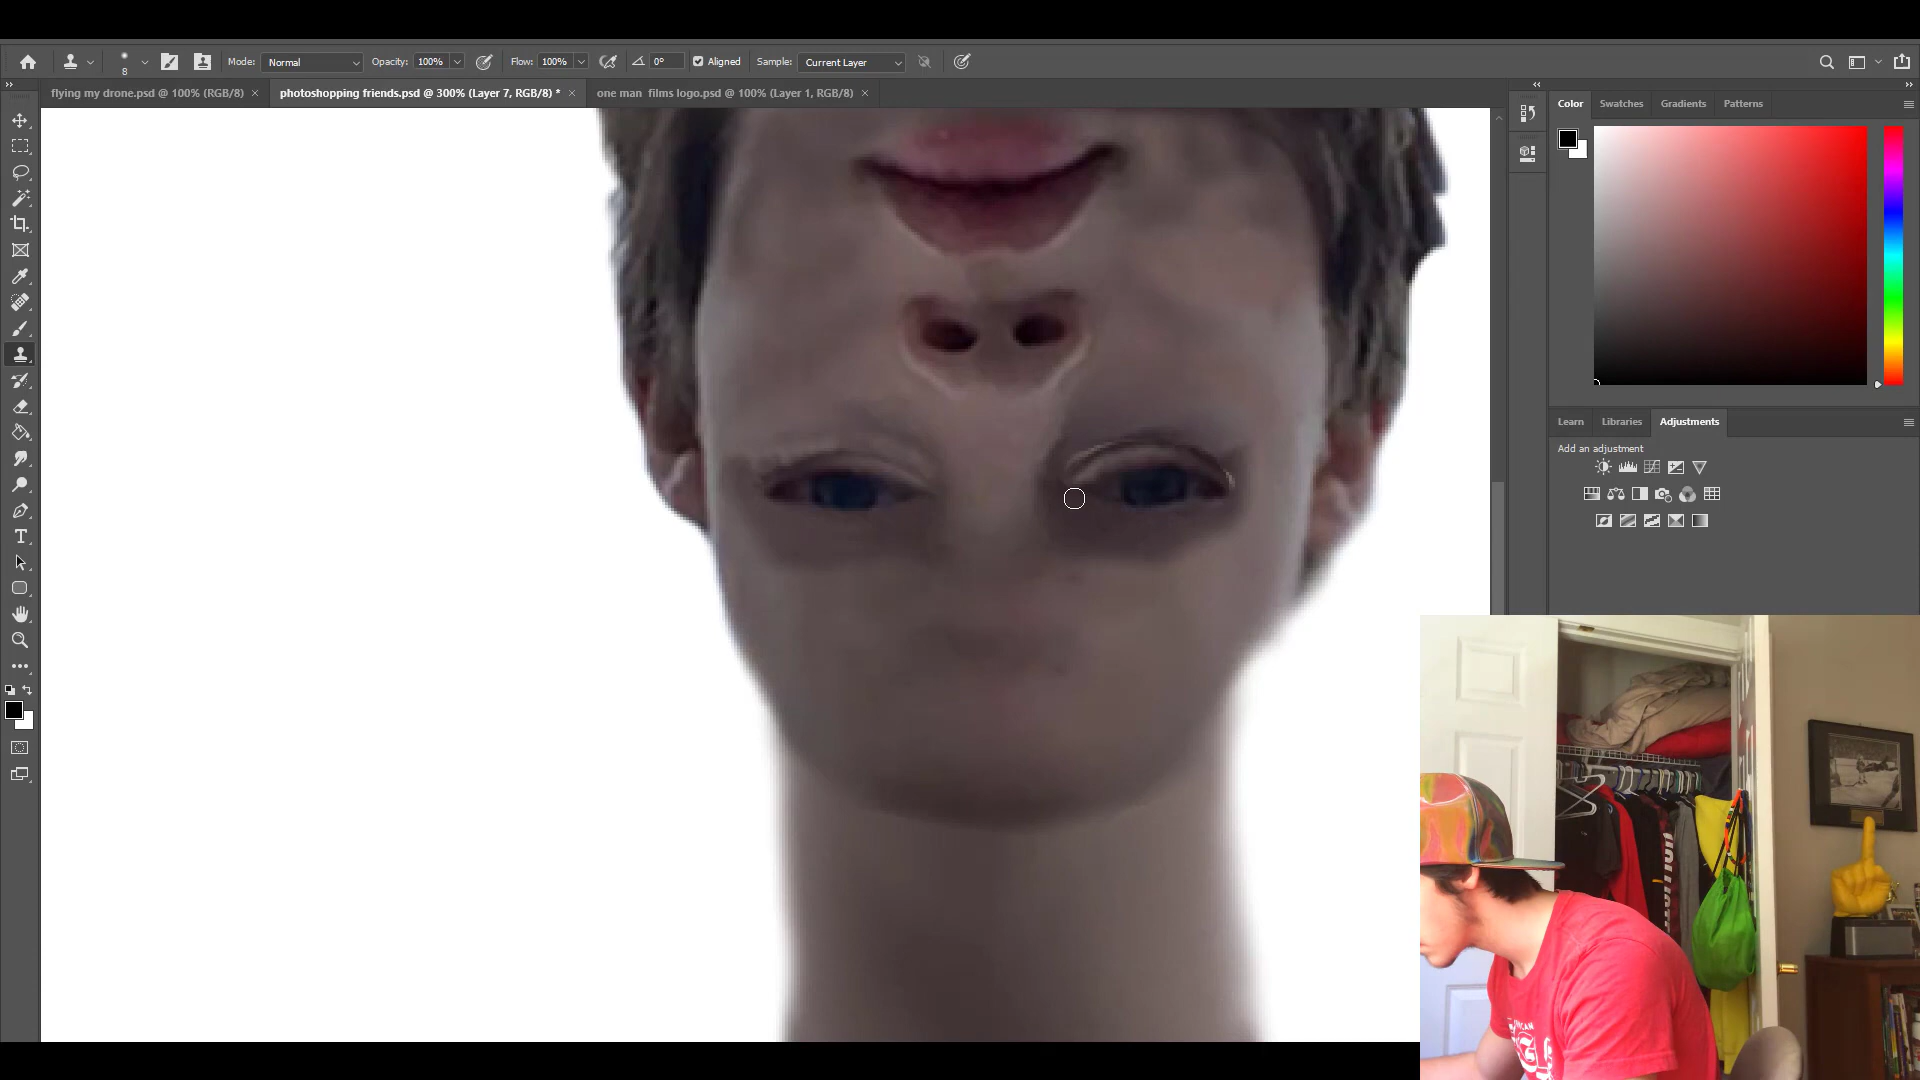 8 Mode: Normal Opacity: 100% Flow: 100% 0° Aligned Sample: Current Layer
flying my drone.psd @ 100% (RGB/8) × photoshopping friends.psd @ 300% (Layer 7, RGB/8) * × one man films logo.psd @ 100% (Layer 1, RGB/8) ×
Color Swatches Gradients Patterns
Learn Libraries Adjustments
Add an adjustment